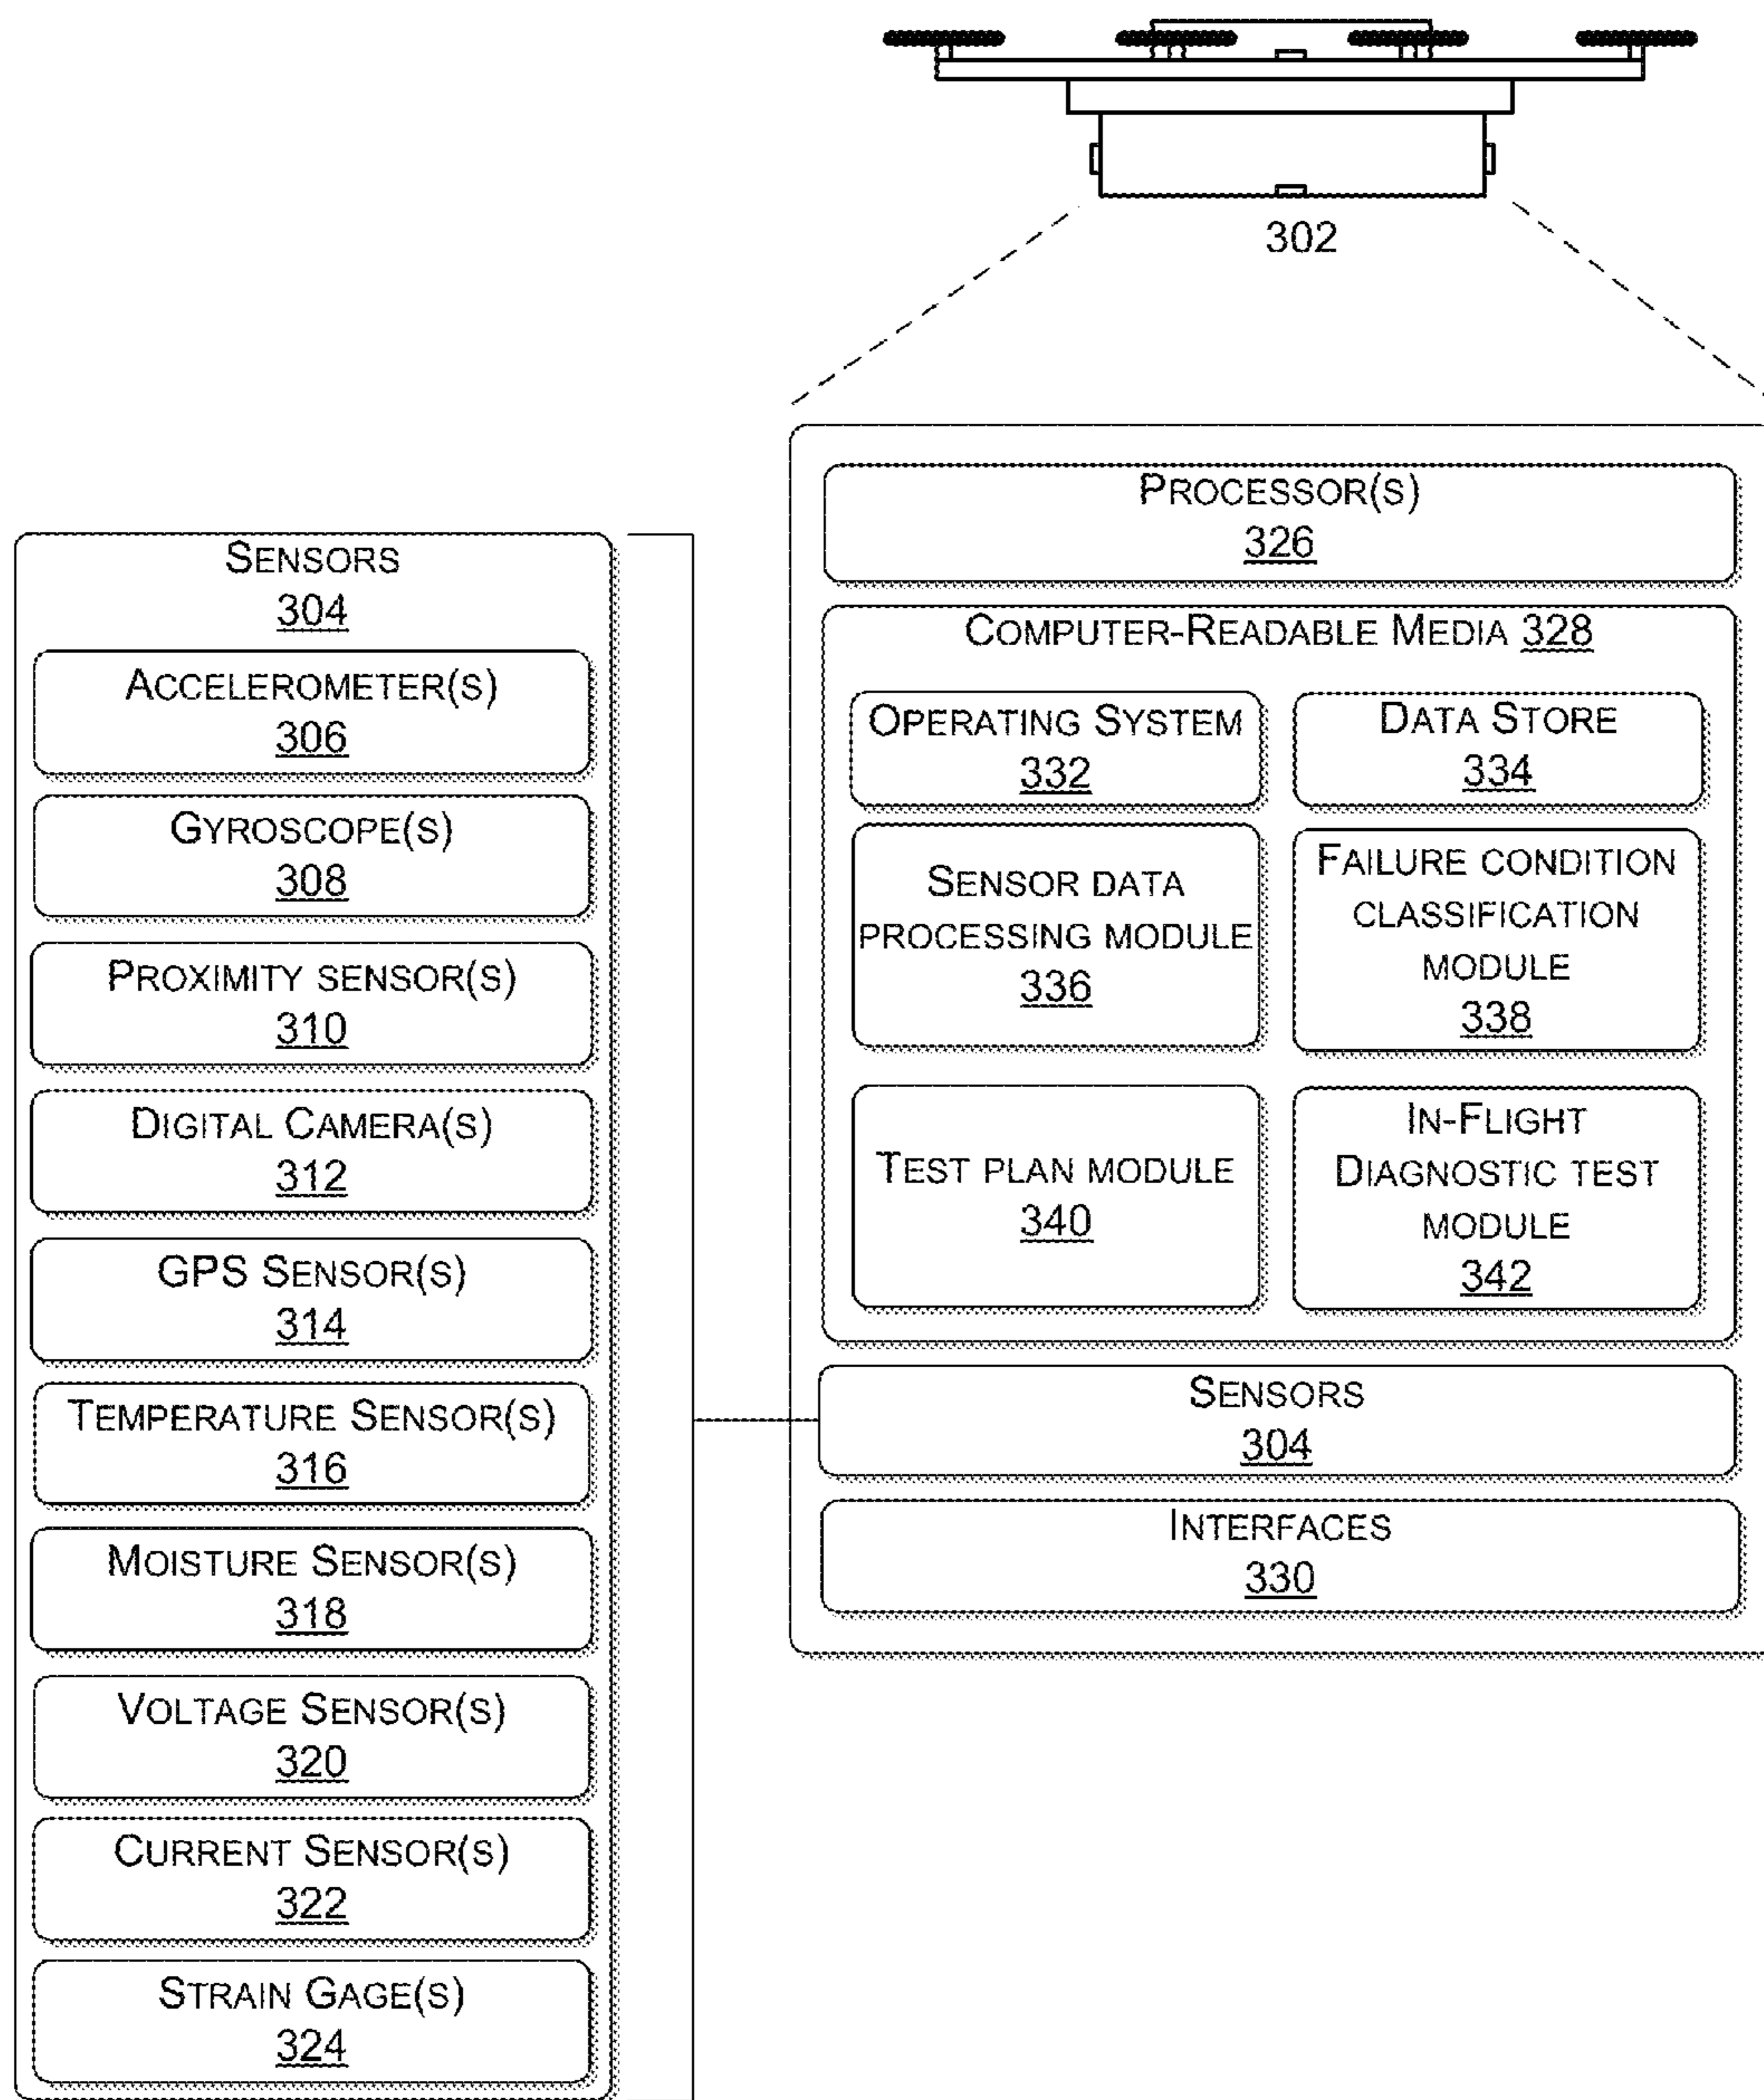 302
PROCESSOR(S)
326
COMPUTER-READABLE MEDIA 328
OPERATING SYSTEM
332
DATA STORE
334
SENSOR DATA
PROCESSING MODULE
336
FAILURE CONDITION
CLASSIFICATION
MODULE
338
TEST PLAN MODULE
340
IN-FLIGHT
DIAGNOSTIC TEST
MODULE
342
SENSORS
304
INTERFACES
330
SENSORS
304
ACCELEROMETER(S)
306
GYROSCOPE(S)
308
PROXIMITY SENSOR(S)
310
DIGITAL CAMERA(S)
312
GPS SENSOR(S)
314
TEMPERATURE SENSOR(S)
316
MOISTURE SENSOR(S)
318
VOLTAGE SENSOR(S)
320
CURRENT SENSOR(S)
322
STRAIN GAGE(S)
324